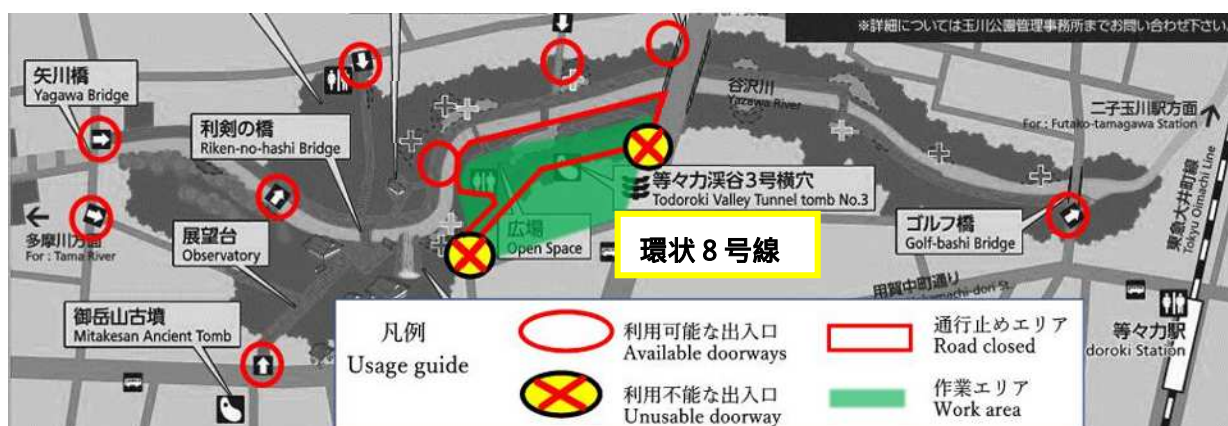 ※詳細については玉川公園管理事務所までお問い合わせ下さい。
矢川橋
Yagawa Bridge
利剣の橋
Riken-no-hashi Bridge
谷沢川
Yazawa River
二子玉川駅方面
For : Futako-tamagawa Station
東急大井町線
Tokyu Oimachi Line
等々力渓谷3号横穴
Todoroki Valley Tunnel tomb No.3
多摩川方面
For : Tama River
展望台
Observatory
広場
Open Space
環状8号線
ゴルフ橋
Golf-bashi Bridge
用賀中町通り
御岳山古墳
Mitakesan Ancient Tomb
等々力駅
doroki Station
凡例
Usage guide
利用可能な出入口
Available doorways
利用不能な出入口
Unusable doorway
通行止めエリア
Road closed
作業エリア
Work area